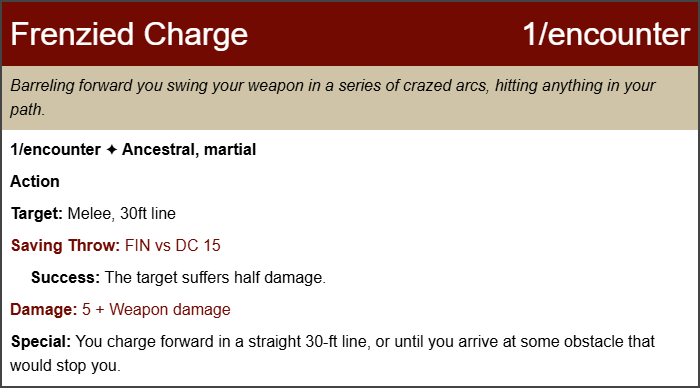 Frenzied Charge 1/encounter
Barreling forward you swing your weapon in a series of crazed arcs, hitting anything in your
path.
1/encounter ✦ Ancestral, martial
Action
Target: Melee, 30ft line
Saving Throw: FIN vs DC 15
Success: The target suffers half damage.
Damage: 5 + Weapon damage
Special: You charge forward in a straight 30-ft line, or until you arrive at some obstacle that
would stop you.